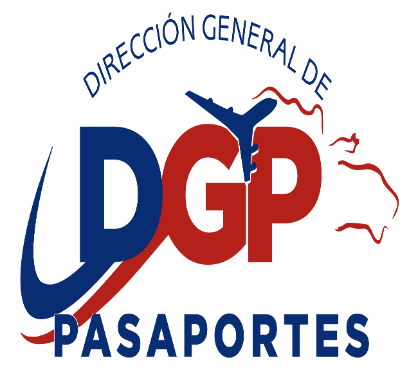 DIRECCIÓN GENERAL DE
DGP
PASAPORTES